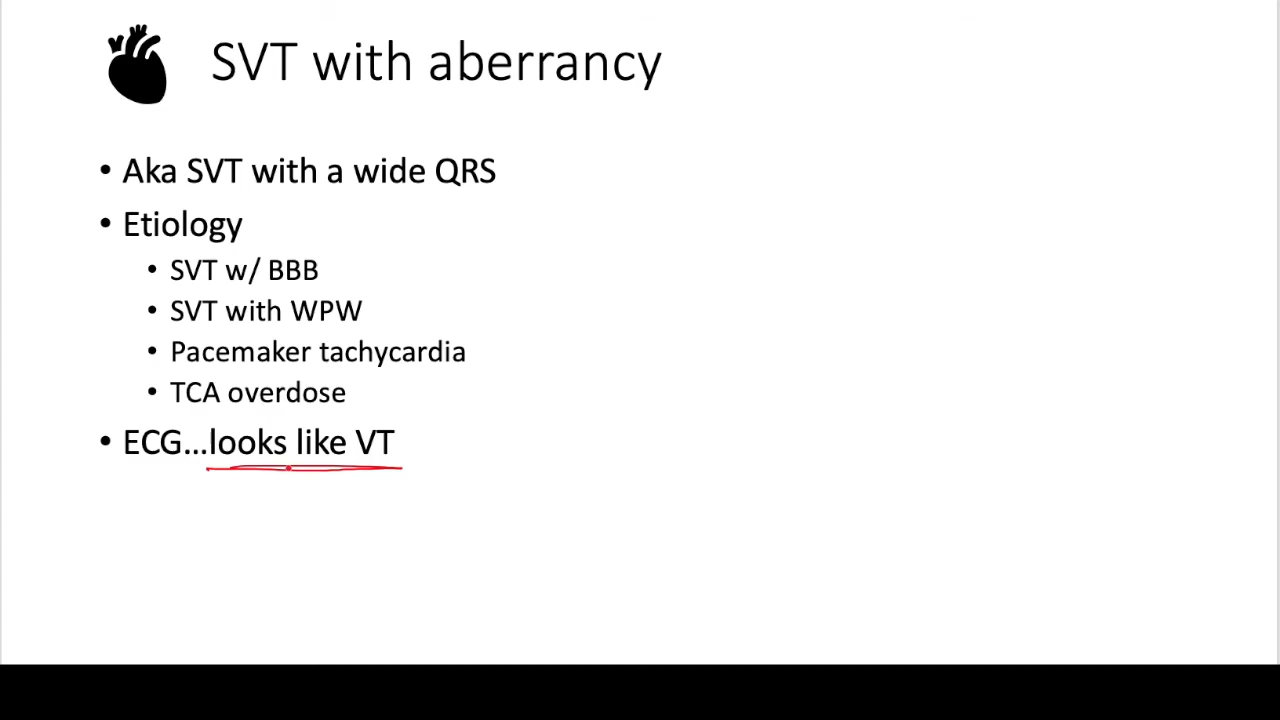 SVT with aberrancy
• Aka SVT with a wide QRS
• Etiology
• SVT w/ BBB
• SVT with WPW
• Pacemaker tachycardia
• TCA overdose
• ECG...looks like VT